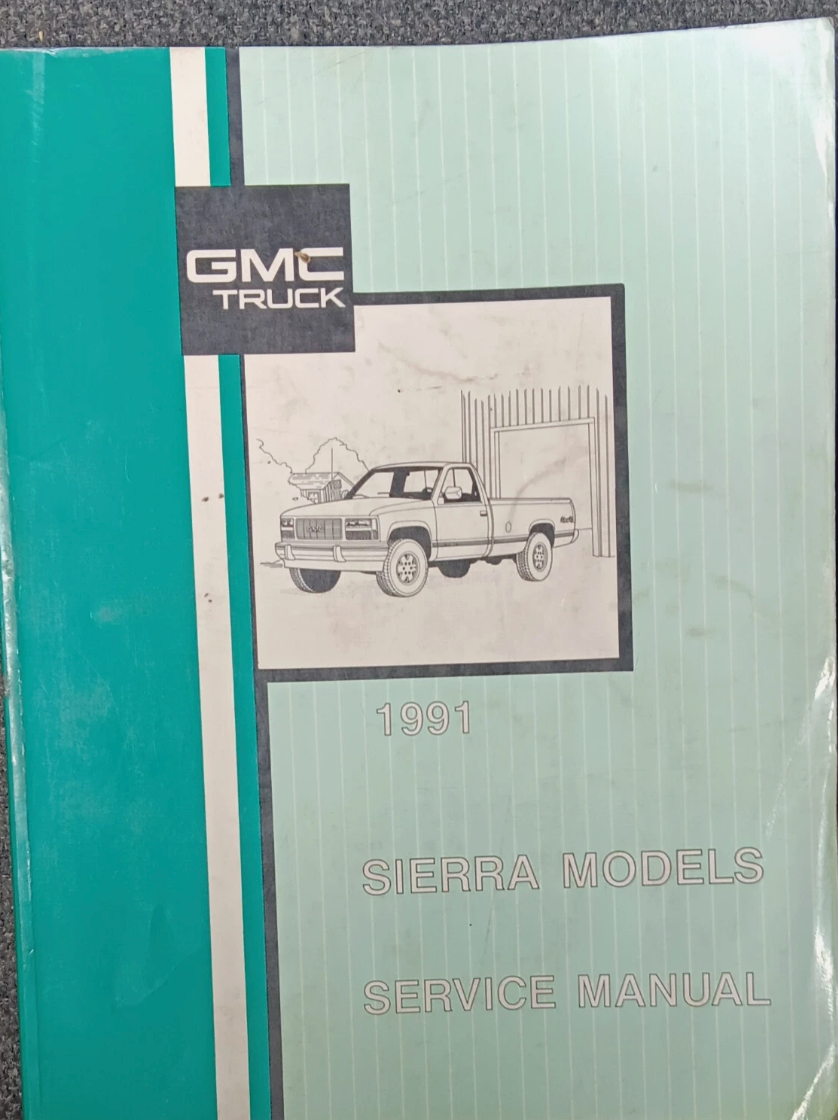 GMC
TRUCK
1991
SIERRA MODELS
SERVICE MANUAL